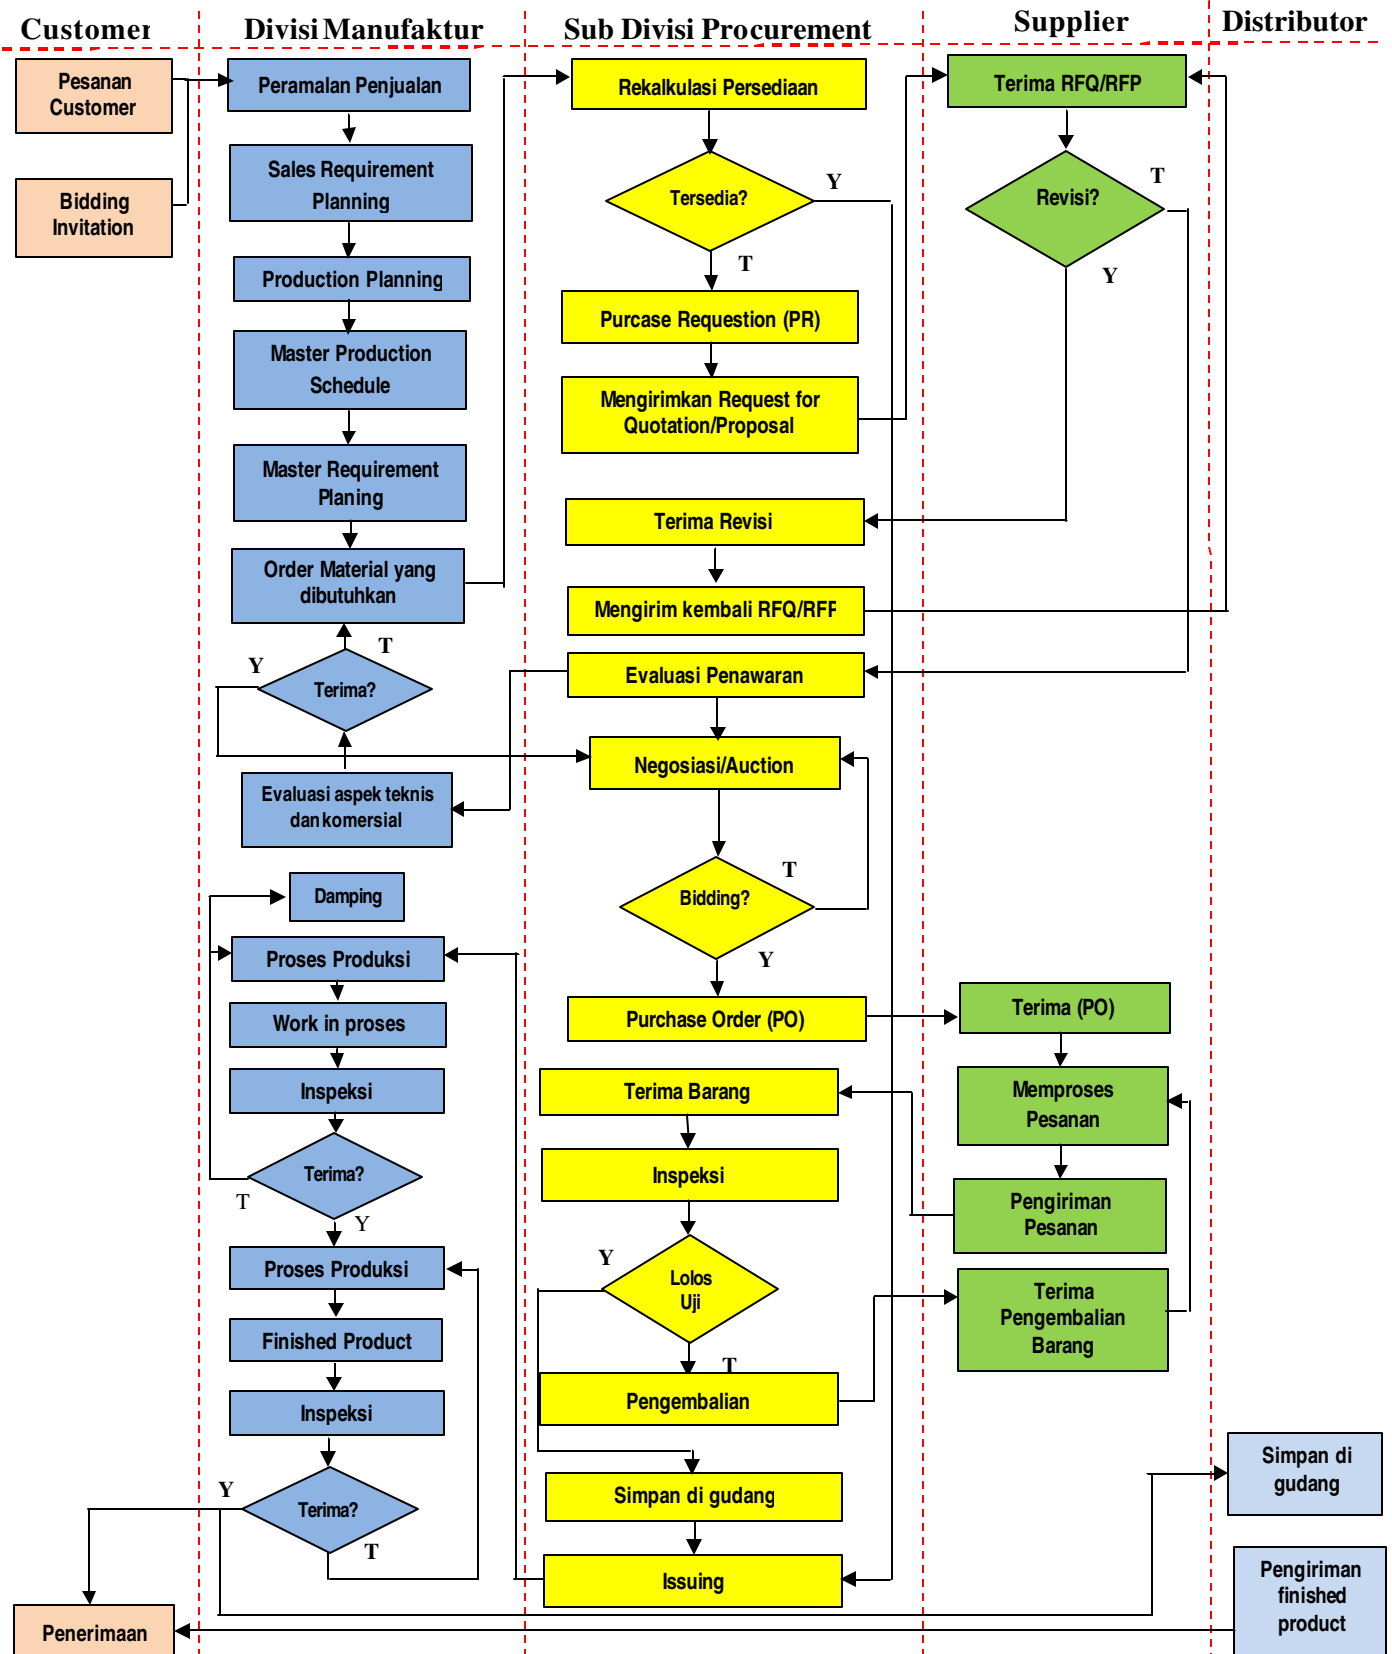 Customer
Divisi Manufaktur
Sub Divisi Procurement
Supplier
Distributor
Pesanan
Customer
Bidding
Invitation
Peramalan Penjualan
Sales Requirement
Planning
Production Planning
Master Production
Schedule
Master Requirement
Planing
Order Material yang
dibutuhkan
T
Y
Terima?
Evaluasi aspek teknis
dan komersial
Damping
Proses Produksi
Work in proses
Inspeksi
Terima?
T
Y
Proses Produksi
Finished Product
Inspeksi
Y
Terima?
T
Penerimaan
Rekalkulasi Persediaan
Tersedia?
Y
T
Purcase Requestion (PR)
Mengirimkan Request for
Quotation/Proposal
Terima Revisi
Mengirim kembali RFQ/RFP
Evaluasi Penawaran
Negosiasi/Auction
Bidding?
T
Y
Purchase Order (PO)
Terima Barang
Inspeksi
Y
Lolos
Uji
T
Pengembalian
Simpan di gudang
Issuing
Terima RFQ/RFP
Revisi?
T
Y
Terima (PO)
Memproses
Pesanan
Pengiriman
Pesanan
Terima
Pengembalian
Barang
Simpan di
gudang
Pengiriman
finished
product